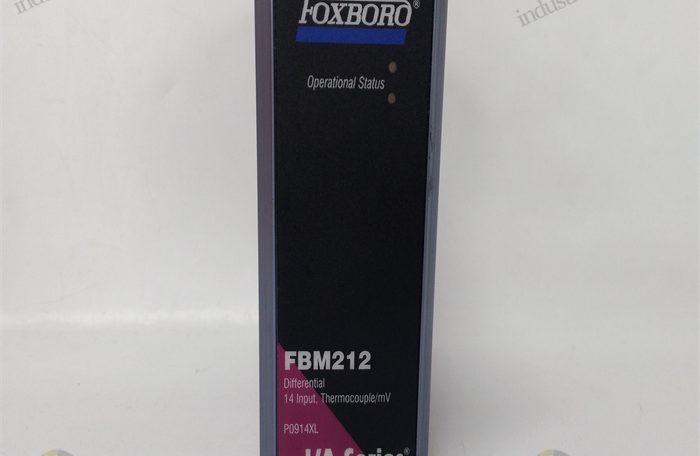 FOXBORO®
Operational Status
FBM212
Differential
14 Input, Thermocouple/mV
P0914XL
I/A Series®